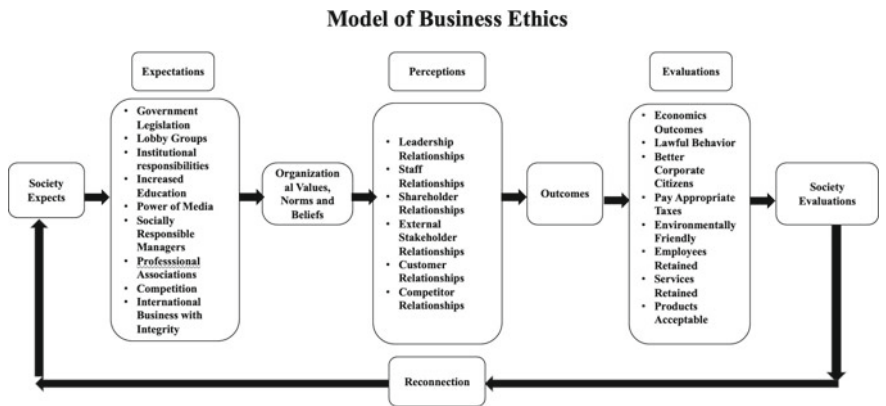 Model of Business Ethics
Expectations
Perceptions
Evaluations
Society
Expects
• Government
Legislation
• Lobby Groups
• Institutional
responsibilities
• Increased
Education
• Power of Media
• Socially
Responsible
Managers
• Professsional
Associations
• Competition
• International
Business with
Integrity
Organization
al Values,
Norms and
Beliefs
• Leadership
Relationships
• Staff
Relationships
• Shareholder
Relationships
• External
Stakeholder
Relationships
• Customer
Relationships
• Competitor
Relationships
Outcomes
• Economics
Outcomes
• Lawful Behavior
• Better
Corporate
Citizens
• Pay Appropriate
Taxes
• Environmentally
Friendly
• Employees
Retained
• Services
Retained
• Products
Acceptable
Society
Evaluations
Reconnection